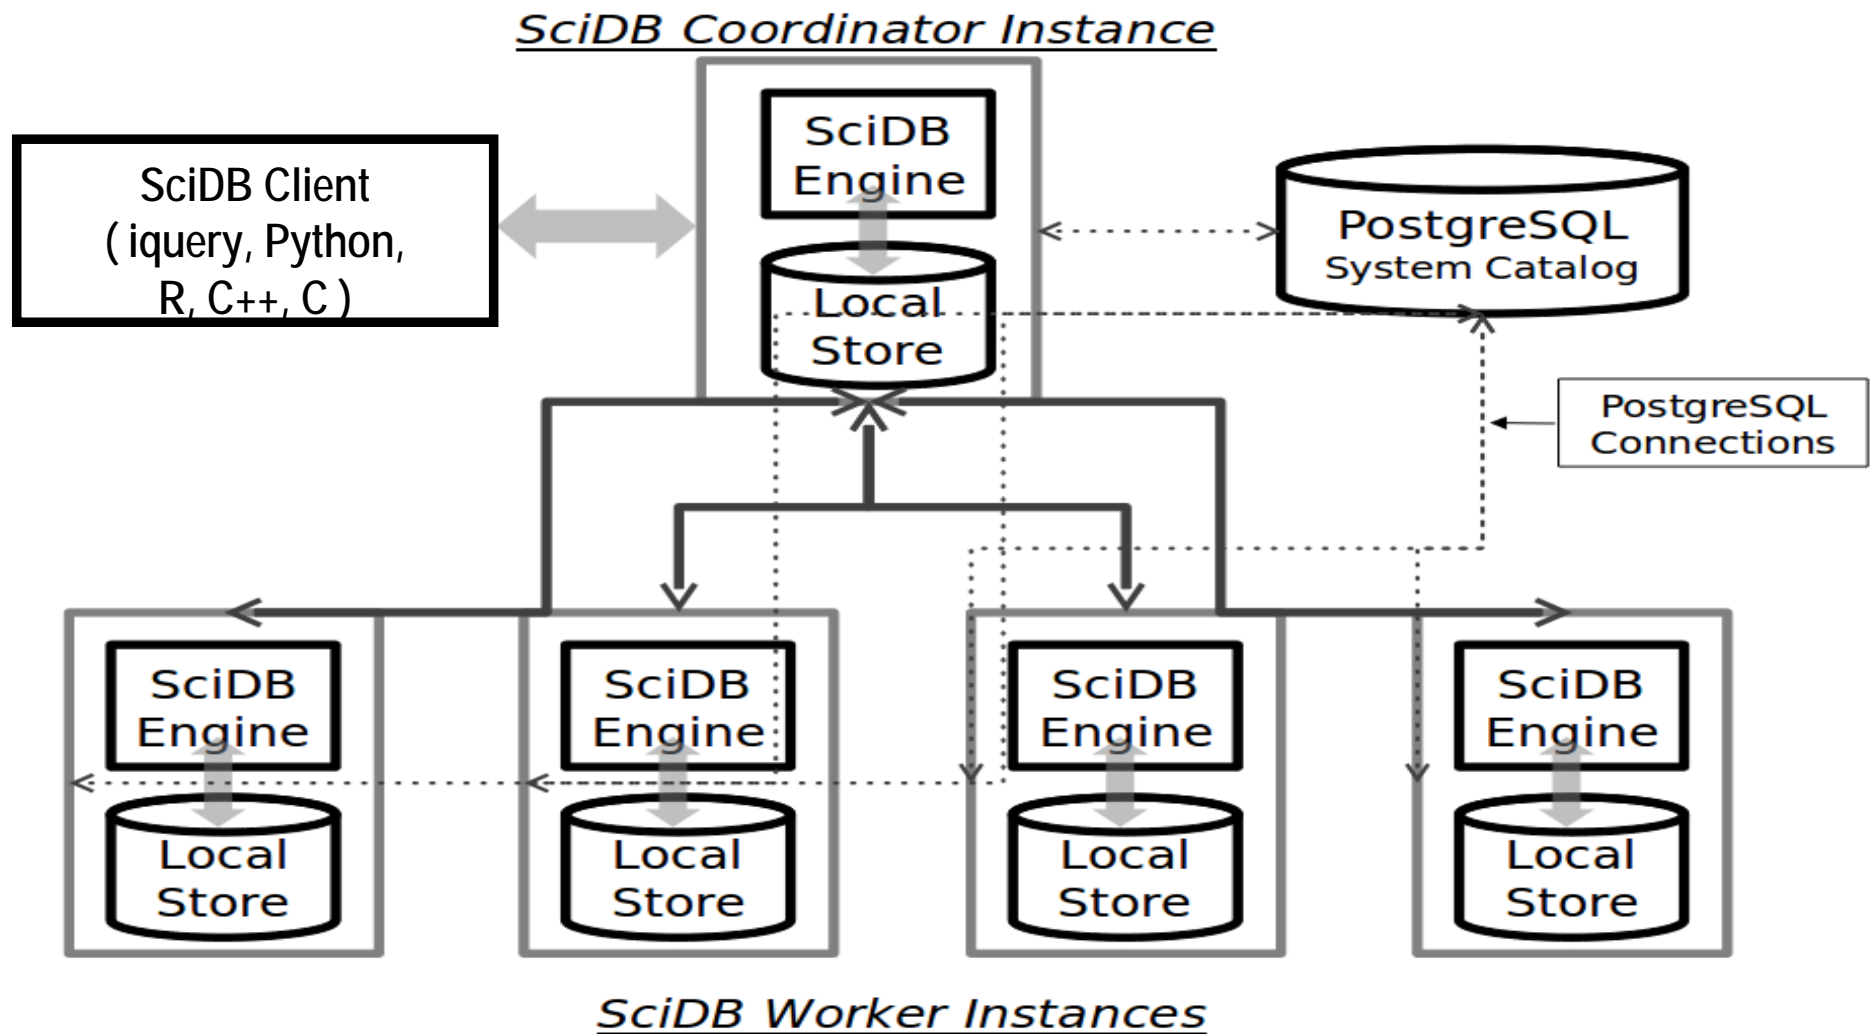 SciDB Coordinator Instance
SciDB
Engine
Local
Store
SciDB Client
( iquery, Python,
R, C++, C )
PostgreSQL
System Catalog
PostgreSQL
Connections
SciDB
Engine
Local
Store
SciDB
Engine
Local
Store
SciDB
Engine
Local
Store
SciDB
Engine
Local
Store
SciDB Worker Instances